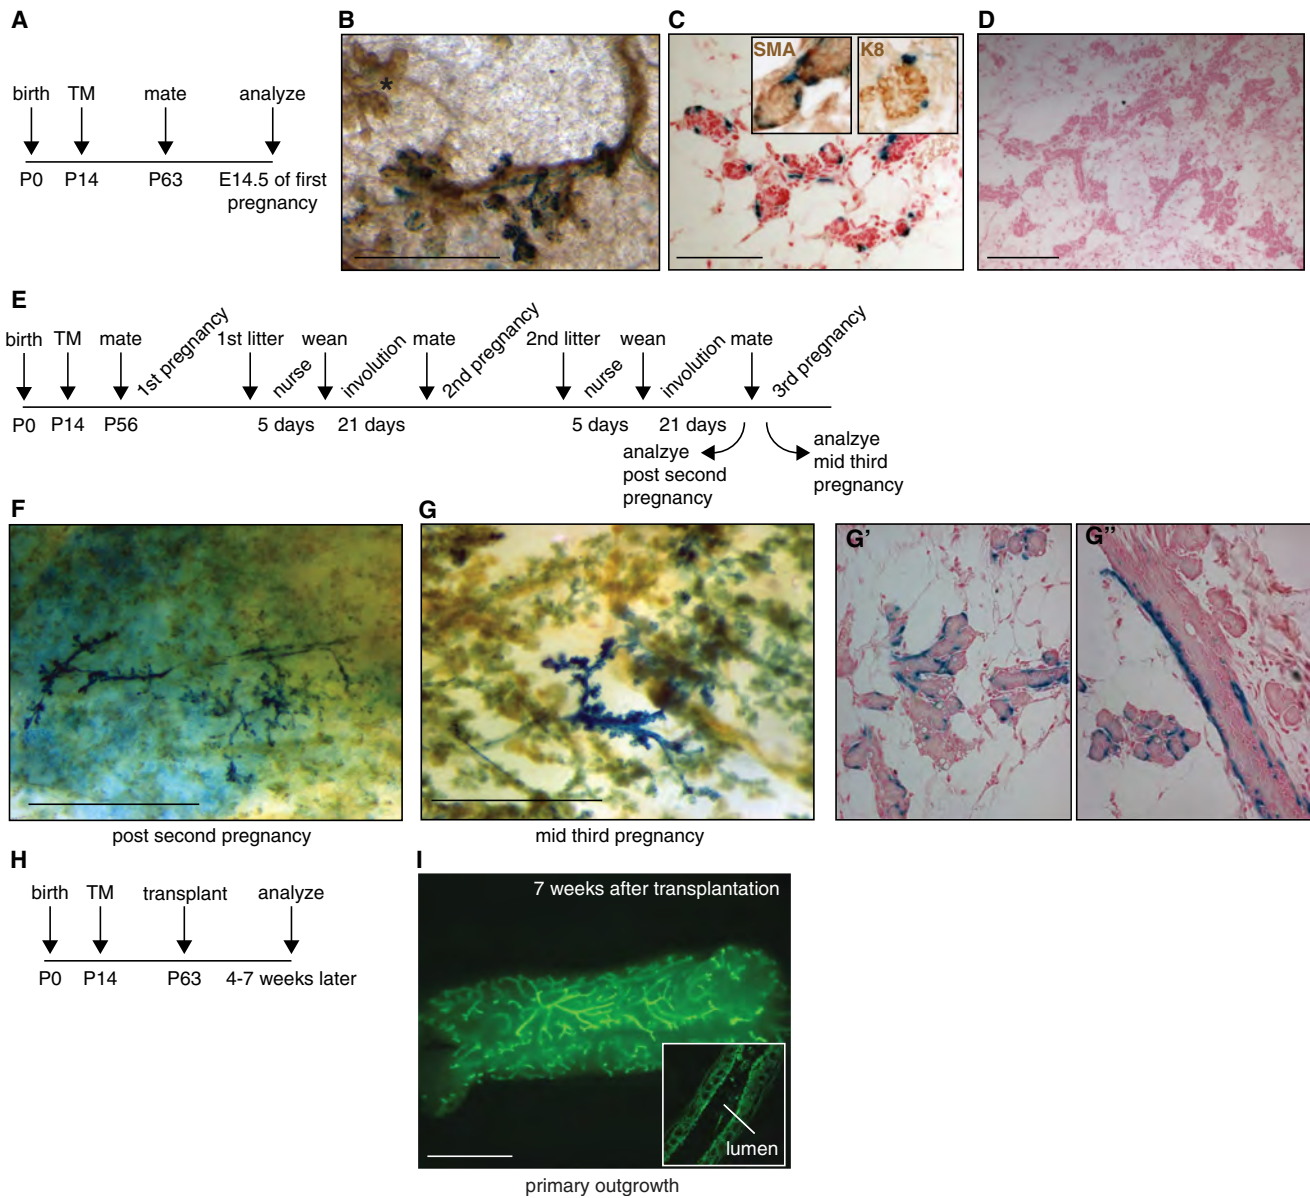 A
birth TM mate analyze
P0 P14 P63 E14.5 of first
pregnancy
B
*
C
SMA
K8
D
E
birth TM mate 1st pregnancy 1st litter nurse wean involution mate 2nd pregnancy 2nd litter nurse wean involution mate 3rd pregnancy
P0 P14 P56 5 days 21 days 5 days 21 days
analzye
post second
pregnancy
analzye
mid third
pregnancy
F
post second pregnancy
G
mid third pregnancy
G’
G’’
H
birth TM transplant analyze
P0 P14 P63 4-7 weeks later
I
7 weeks after transplantation
lumen
primary outgrowth